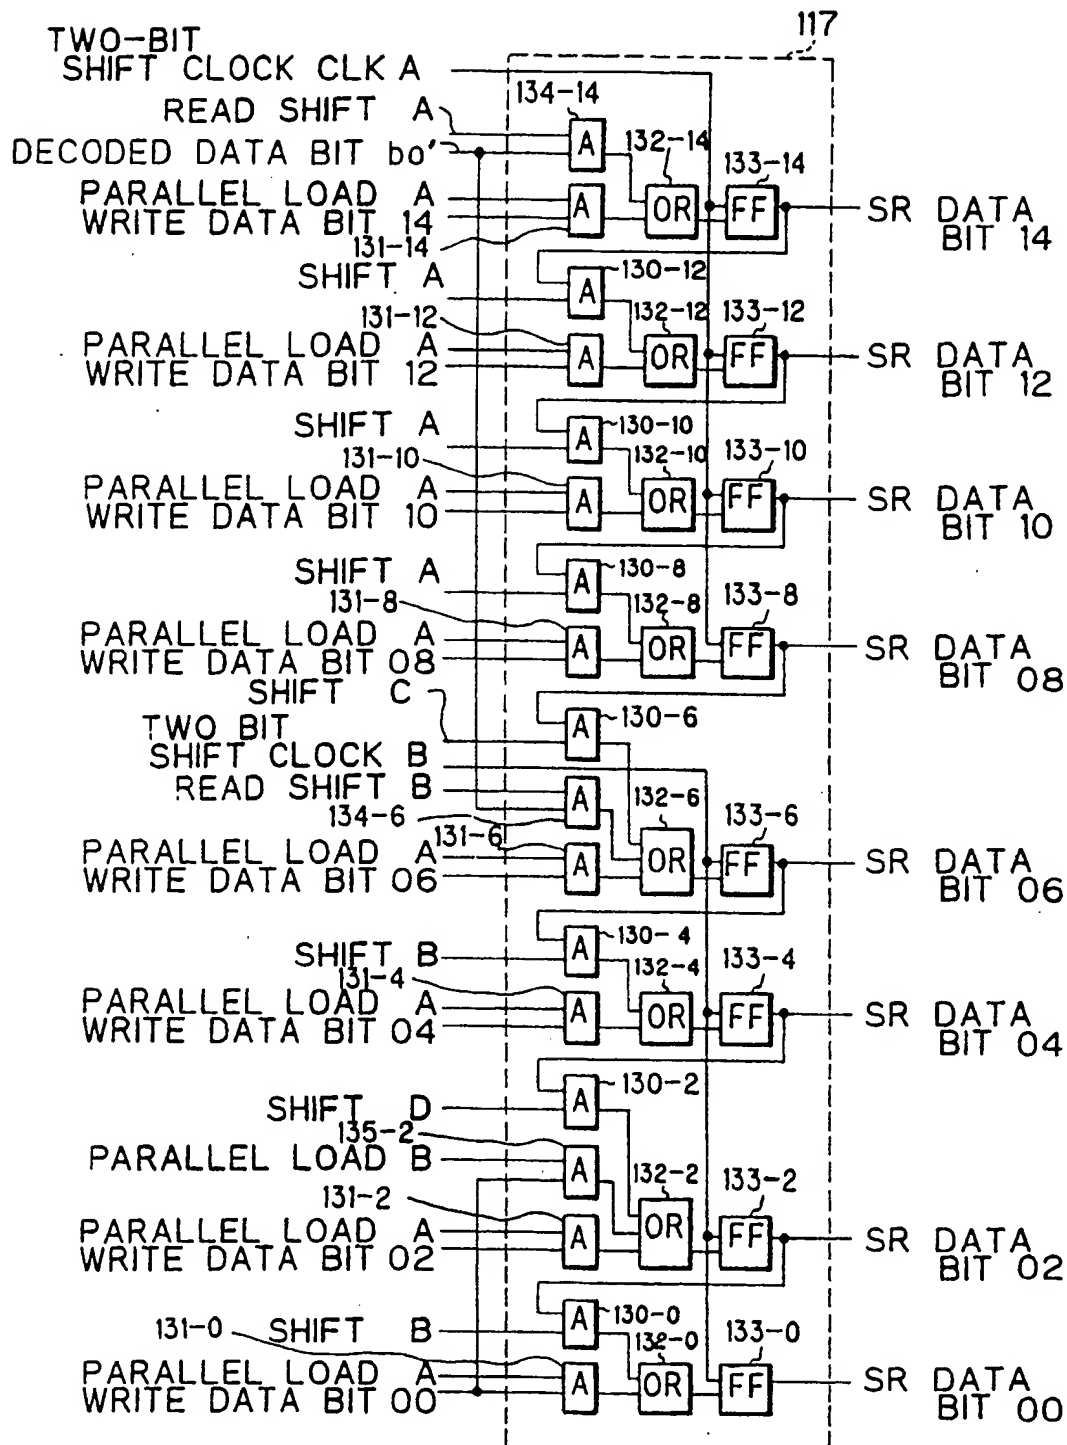 117
TWO-BIT
SHIFT CLOCK CLK A
134-14
READ SHIFT A
132-14
DECODED DATA BIT bo'
A
133-14
PARALLEL LOAD A
WRITE DATA BIT 14
A
OR
FF
SR DATA
BIT 14
131-14
SHIFT A
130-12
A
131-12
132-12
133-12
PARALLEL LOAD A
WRITE DATA BIT 12
A
OR
FF
SR DATA
BIT 12
SHIFT A
130-10
A
131-10
132-10
133-10
PARALLEL LOAD A
WRITE DATA BIT 10
A
OR
FF
SR DATA
BIT 10
SHIFT A
130-8
A
131-8
132-8
133-8
PARALLEL LOAD A
WRITE DATA BIT 08
A
OR
FF
SR DATA
BIT 08
SHIFT C
130-6
A
TWO BIT
SHIFT CLOCK B
READ SHIFT B
A
132-6
134-6
131-6
133-6
PARALLEL LOAD A
WRITE DATA BIT 06
A
OR
FF
SR DATA
BIT 06
SHIFT B
130-4
A
131-4
132-4
133-4
PARALLEL LOAD A
WRITE DATA BIT 04
A
OR
FF
SR DATA
BIT 04
SHIFT D
130-2
A
135-2
PARALLEL LOAD B
A
132-2
133-2
131-2
PARALLEL LOAD A
WRITE DATA BIT 02
A
OR
FF
SR DATA
BIT 02
131-0
SHIFT B
130-0
A
132-0
133-0
PARALLEL LOAD A
WRITE DATA BIT 00
A
OR
FF
SR DATA
BIT 00